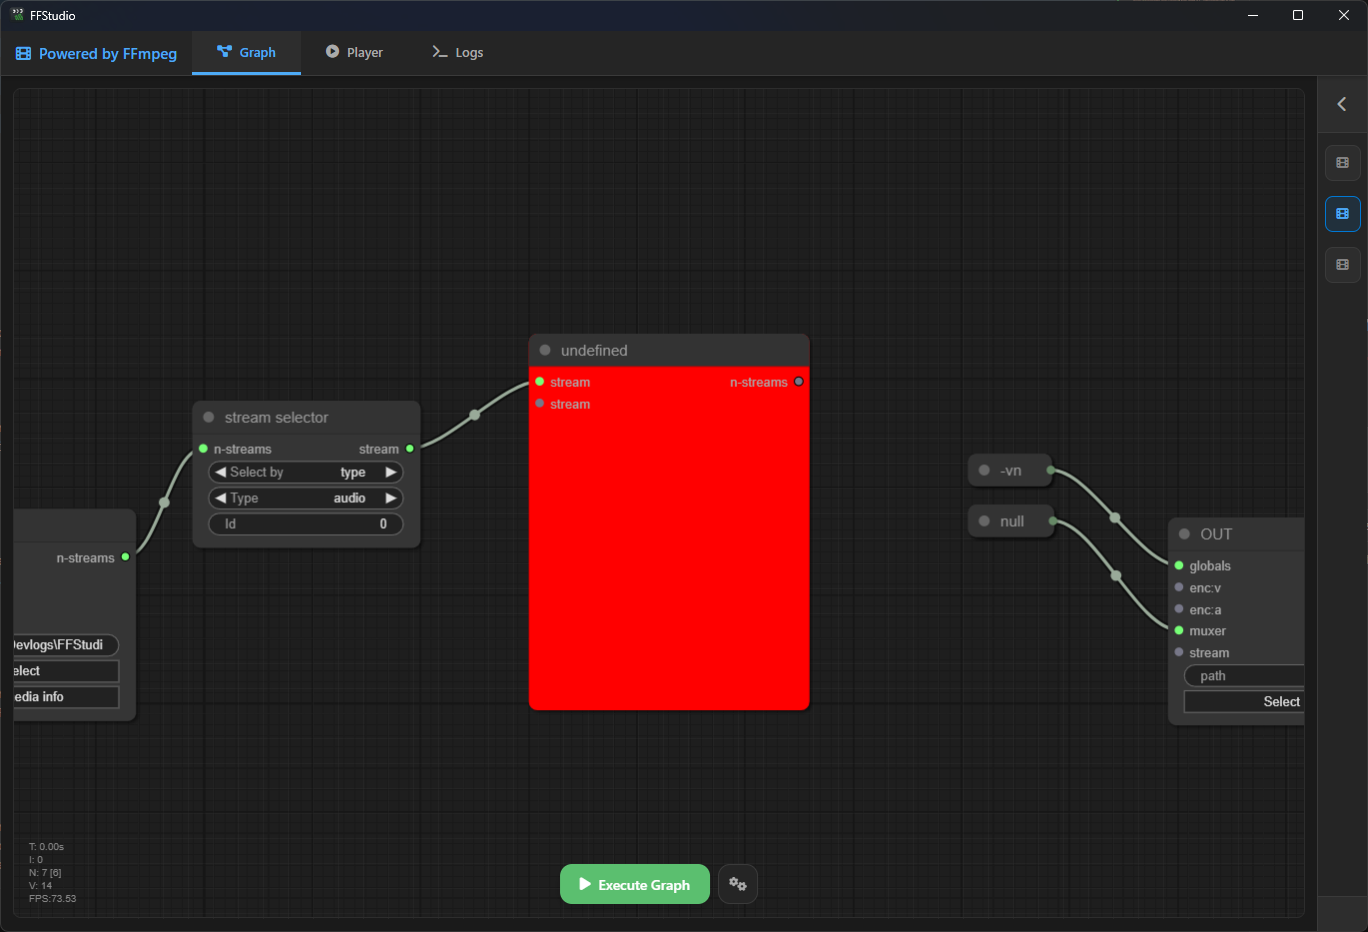 FFStudio
Powered by FFmpeg
Graph
Player
Logs
undefined
stream
n-streams
stream
stream selector
n-streams
stream
Select by
type
Type
audio
Id
0
n-streams
Devlogs\FFStudi
elect
edia info
-vn
null
OUT
globals
enc:v
enc:a
muxer
stream
path
Select
T: 0.00s
I: 0
N: 7 [6]
V: 14
FPS:73.53
Execute Graph